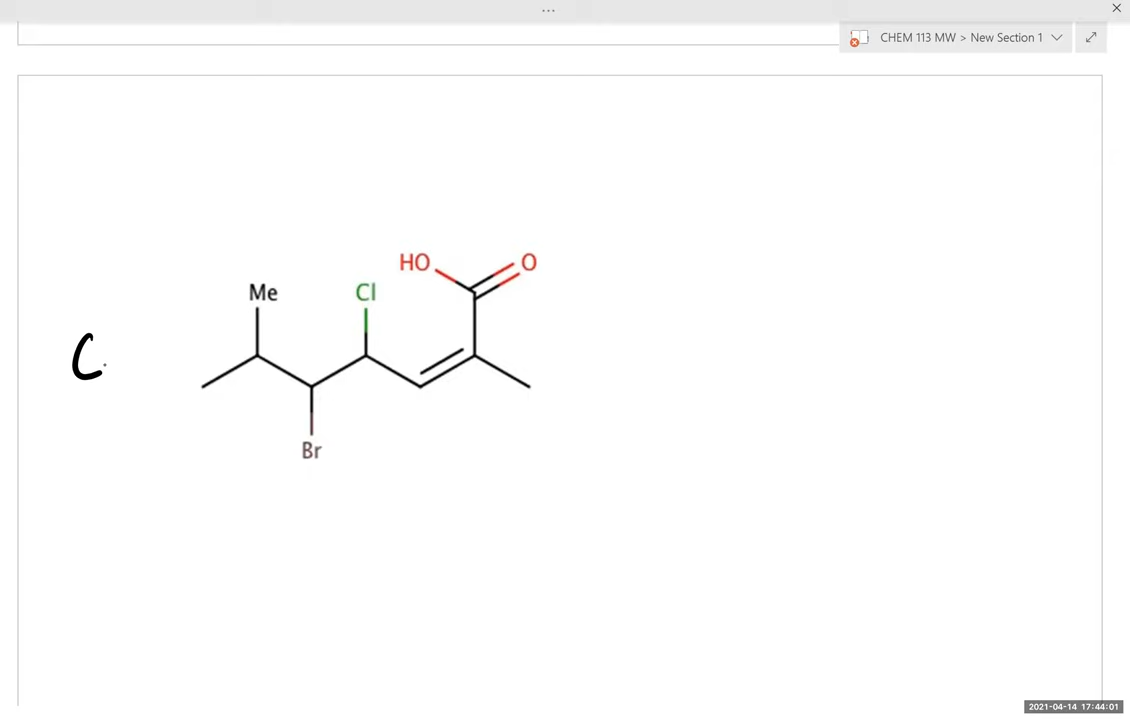 CHEM 113 MW > New Section 1
HO
O
Me
Cl
C.
Br
2021-04-14 17:44:01